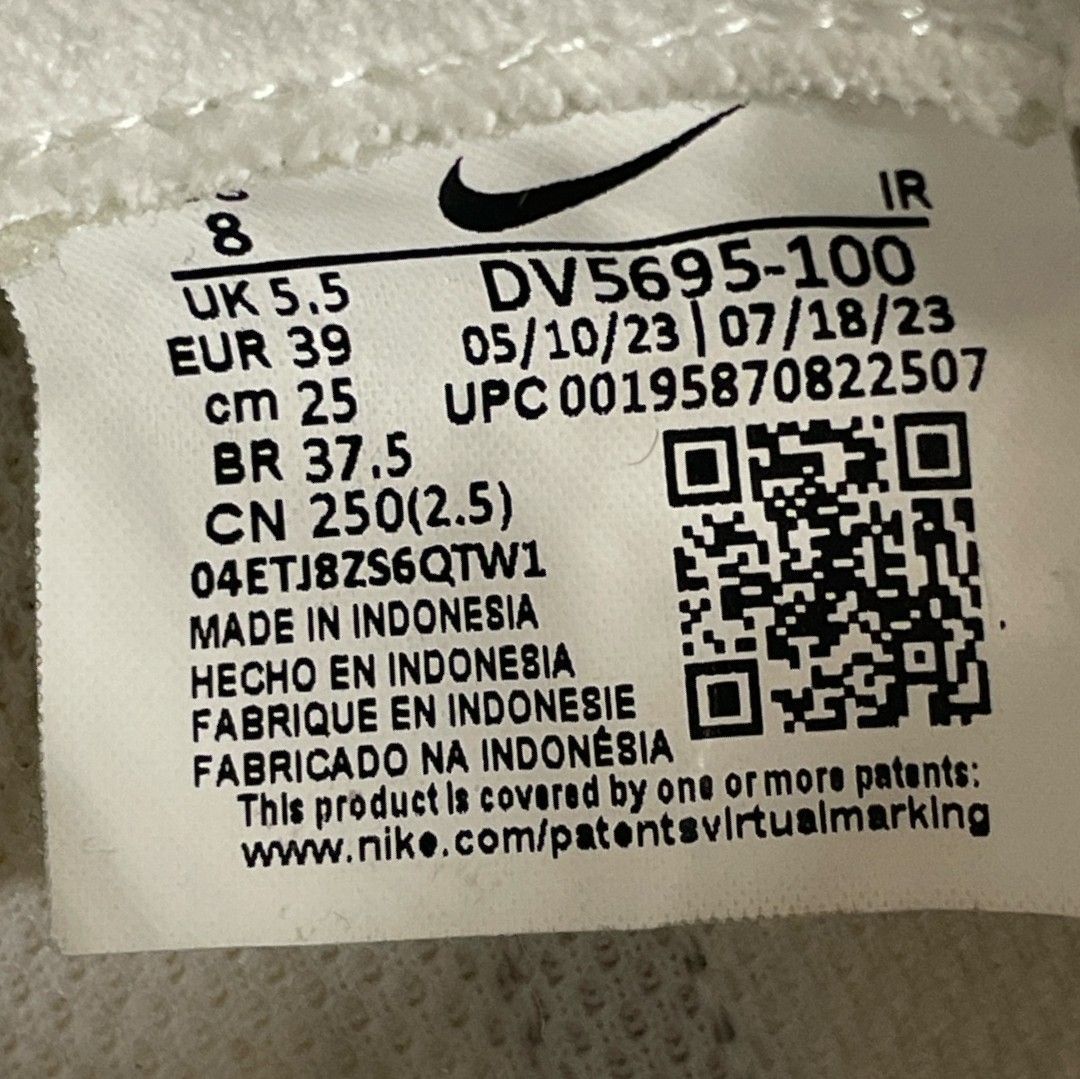 8
IR
UK 5.5
DV5695-100
EUR 39
05/10/23 | 07/18/23
cm 25
UPC 00195870822507
BR 37.5
CN 250(2.5)
04ETJ8ZS6QTW1
MADE IN INDONESIA
HECHO EN INDONESIA
FABRIQUE EN INDONESIE
FABRICADO NA INDONÉSIA
This product is covered by one or more patents:
www.nike.com/patentsvirtualmarking